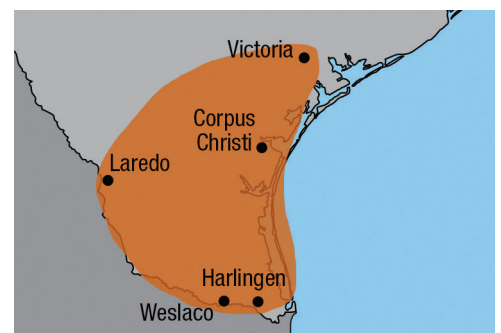 Victoria
Corpus
Christi
Laredo
Harlingen
Weslaco